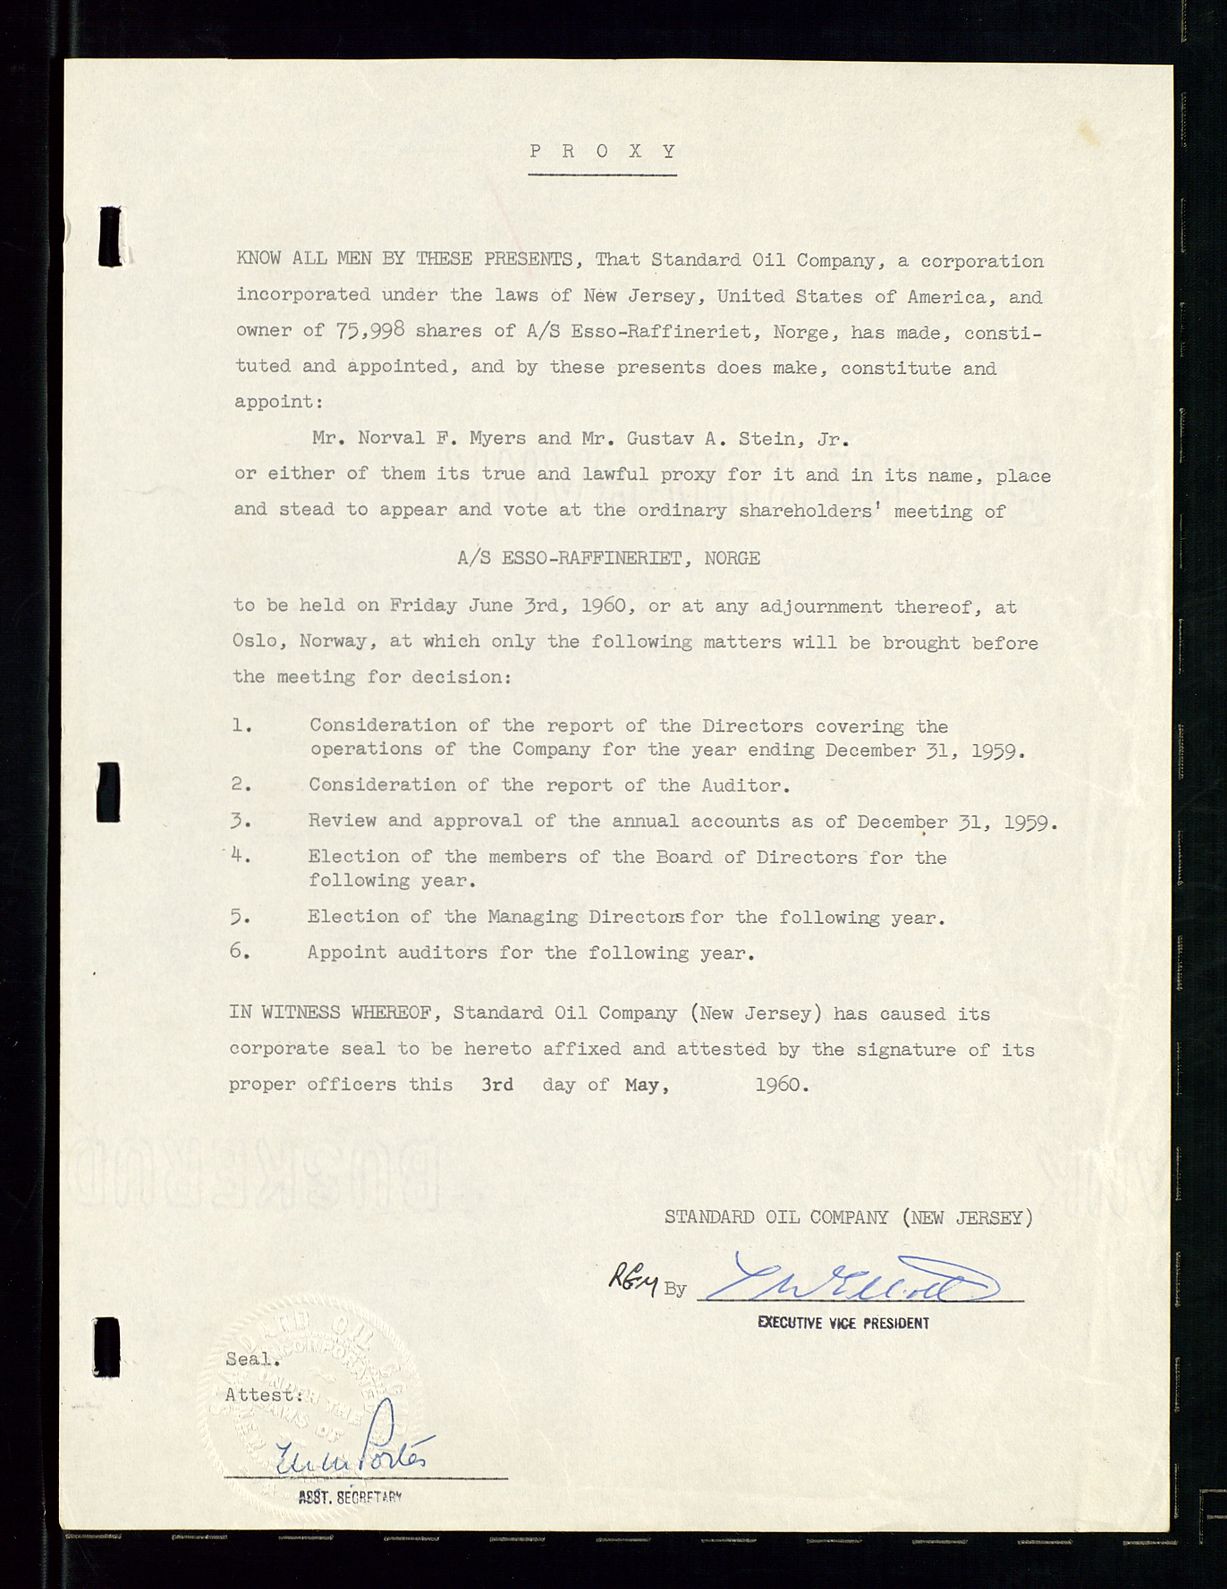 P R O X Y
KNOW ALL MEN BY THESE PRESENTS, That Standard Oil Company, a corporation
incorporated under the laws of New Jersey, United States of America, and
owner of 75,998 shares of A/S Esso-Raffineriet, Norge, has made, consti-
tuted and appointed, and by these presents does make, constitute and
appoint:
Mr. Norval F. Myers and Mr. Gustav A. Stein, Jr.
or either of them its true and lawful proxy for it and in its name, place
and stead to appear and vote at the ordinary shareholders' meeting of
A/S ESSO-RAFFINERIET, NORGE
to be held on Friday June 3rd, 1960, or at any adjournment thereof, at
Oslo, Norway, at which only the following matters will be brought before
the meeting for decision:
1. Consideration of the report of the Directors covering the
operations of the Company for the year ending December 31, 1959.
2. Consideration of the report of the Auditor.
3. Review and approval of the annual accounts as of December 31, 1959.
4. Election of the members of the Board of Directors for the
following year.
5. Election of the Managing Directors for the following year.
6. Appoint auditors for the following year.
IN WITNESS WHEREOF, Standard Oil Company (New Jersey) has caused its
corporate seal to be hereto affixed and attested by the signature of its
proper officers this 3rd day of May, 1960.
STANDARD OIL COMPANY (NEW JERSEY)
By
EXECUTIVE VICE PRESIDENT
Seal.
Attest:
ASST. SECRETARY